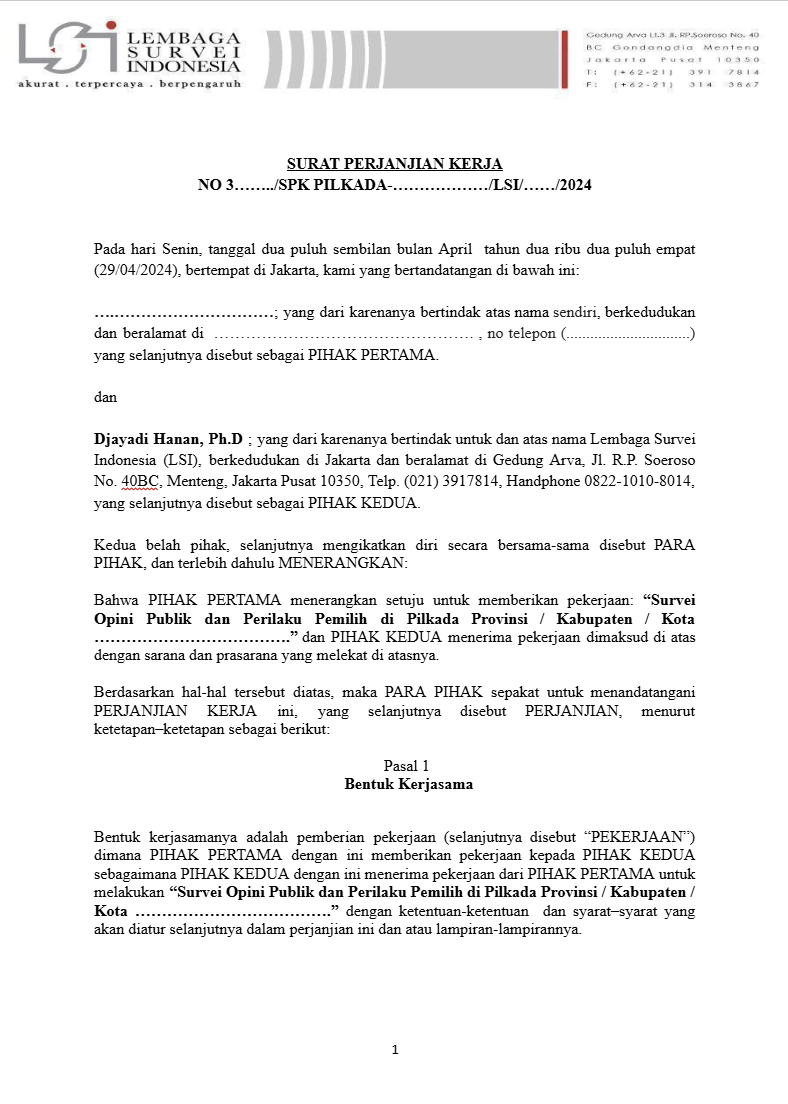 LEMBAGA
SURVEI
INDONESIA
akurat . terpercaya . berpengaruh
Gedung Arva Lt.3 Jl. RP.Soeroso No. 40
BC Gondangdia Menteng
Jakarta Pusat 10350
T: (+62-21) 391 7814
F: (+62-21) 314 3867
SURAT PERJANJIAN KERJA
NO 3……../SPK PILKADA-………………/LSI/……/2024
Pada hari Senin, tanggal dua puluh sembilan bulan April tahun dua ribu dua puluh empat
(29/04/2024), bertempat di Jakarta, kami yang bertandatangan di bawah ini:
……………………………; yang dari karenanya bertindak atas nama sendiri, berkedudukan
dan beralamat di …………………………………………. , no telepon (................................)
yang selanjutnya disebut sebagai PIHAK PERTAMA.
dan
Djayadi Hanan, Ph.D ; yang dari karenanya bertindak untuk dan atas nama Lembaga Survei
Indonesia (LSI), berkedudukan di Jakarta dan beralamat di Gedung Arva, Jl. R.P. Soeroso
No. 40BC, Menteng, Jakarta Pusat 10350, Telp. (021) 3917814, Handphone 0822-1010-8014,
yang selanjutnya disebut sebagai PIHAK KEDUA.
Kedua belah pihak, selanjutnya mengikatkan diri secara bersama-sama disebut PARA
PIHAK, dan terlebih dahulu MENERANGKAN:
Bahwa PIHAK PERTAMA menerangkan setuju untuk memberikan pekerjaan: “Survei
Opini Publik dan Perilaku Pemilih di Pilkada Provinsi / Kabupaten / Kota
……………………………….” dan PIHAK KEDUA menerima pekerjaan dimaksud di atas
dengan sarana dan prasarana yang melekat di atasnya.
Berdasarkan hal-hal tersebut diatas, maka PARA PIHAK sepakat untuk menandatangani
PERJANJIAN KERJA ini, yang selanjutnya disebut PERJANJIAN, menurut
ketetapan–ketetapan sebagai berikut:
Pasal 1
Bentuk Kerjasama
Bentuk kerjasamanya adalah pemberian pekerjaan (selanjutnya disebut “PEKERJAAN”)
dimana PIHAK PERTAMA dengan ini memberikan pekerjaan kepada PIHAK KEDUA
sebagaimana PIHAK KEDUA dengan ini menerima pekerjaan dari PIHAK PERTAMA untuk
melakukan “Survei Opini Publik dan Perilaku Pemilih di Pilkada Provinsi / Kabupaten /
Kota ……………………………….” dengan ketentuan-ketentuan dan syarat–syarat yang
akan diatur selanjutnya dalam perjanjian ini dan atau lampiran-lampirannya.
1